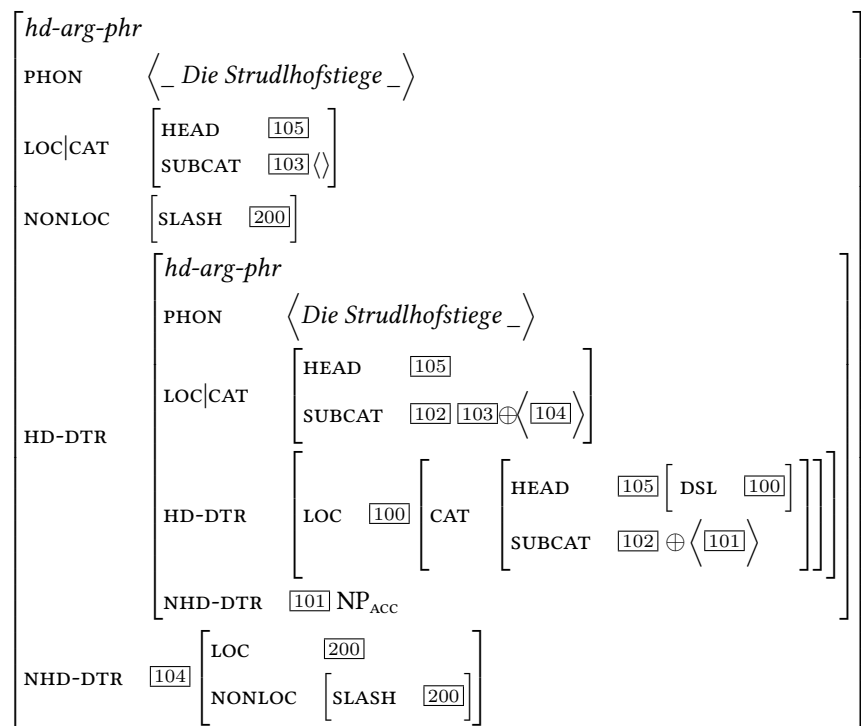 hd-arg-phr
PHON ⟨_ Die Strudlhofstiege _⟩
LOC|CAT [HEAD 105
SUBCAT 103 ⟨⟩]
NONLOC [SLASH 200]
HD-DTR [hd-arg-phr
PHON ⟨Die Strudlhofstiege _⟩
LOC|CAT [HEAD 105
SUBCAT 102 103 ⊕ ⟨104⟩]
HD-DTR [LOC 100 [CAT [HEAD 105 [DSL 100]
SUBCAT 102 ⊕ ⟨101⟩]]]
NHD-DTR 101 NP_ACC]
NHD-DTR 104 [LOC 200
NONLOC [SLASH 200]]